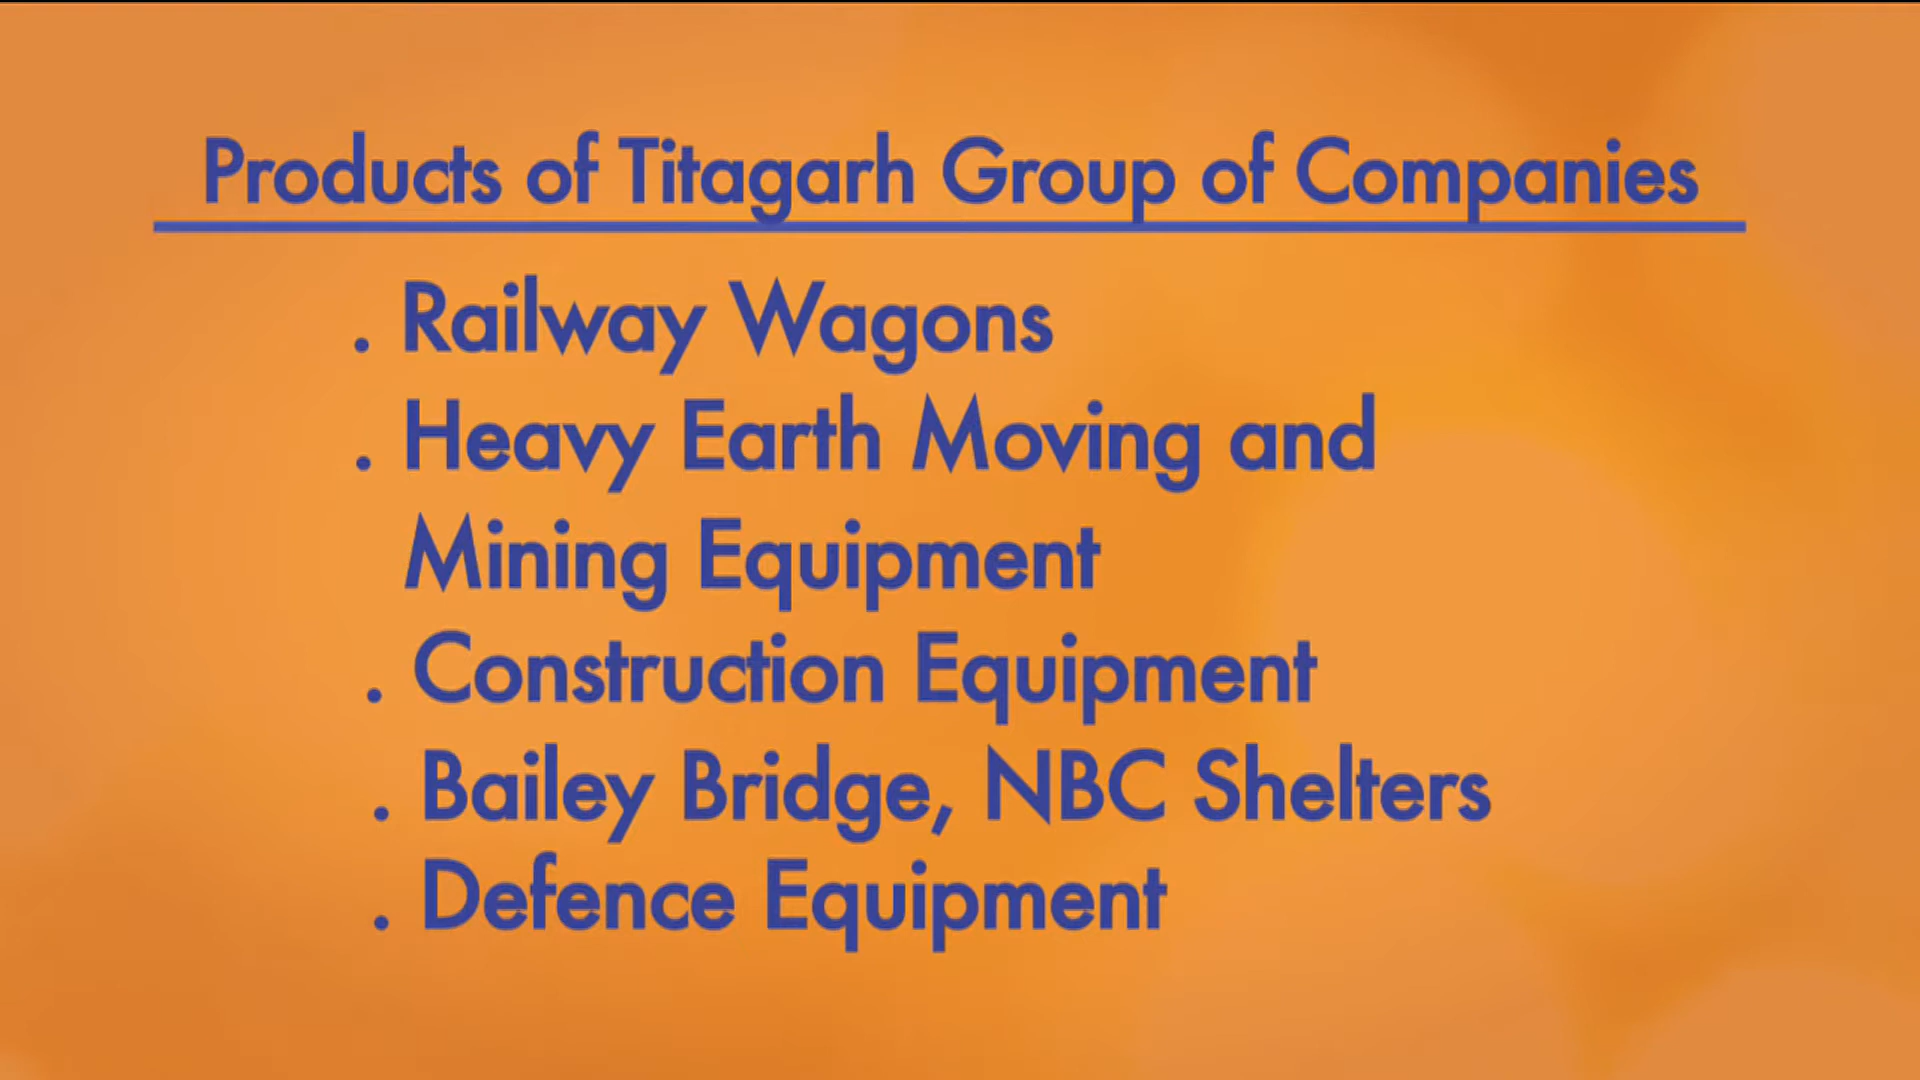 Products of Titagarh Group of Companies
. Railway Wagons
. Heavy Earth Moving and
Mining Equipment
. Construction Equipment
. Bailey Bridge, NBC Shelters
. Defence Equipment